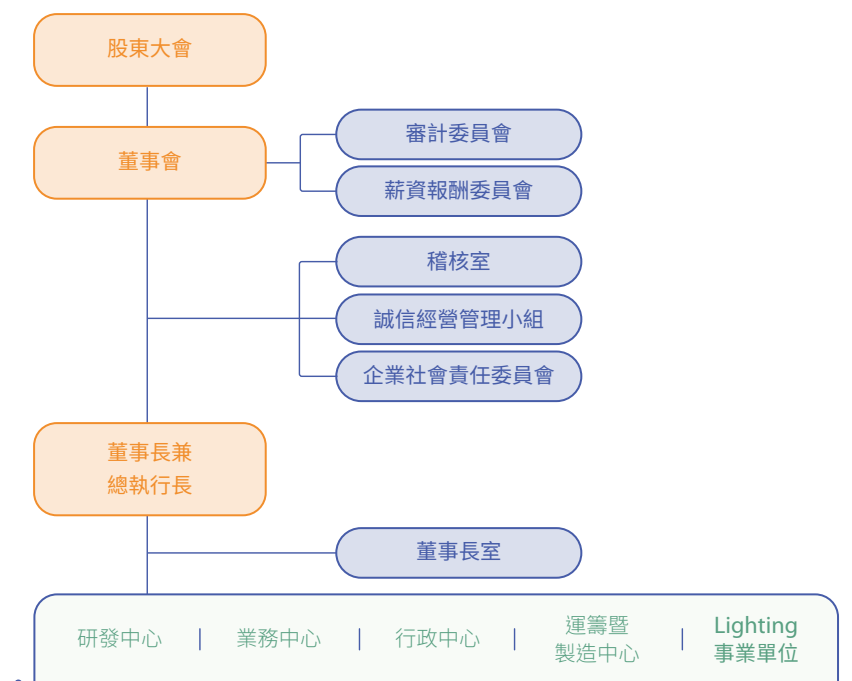 股東大會
董事會
審計委員會
薪資報酬委員會
稽核室
誠信經營管理小組
企業社會責任委員會
董事長兼
總執行長
董事長室
研發中心
業務中心
行政中心
運籌暨
製造中心
Lighting
事業單位